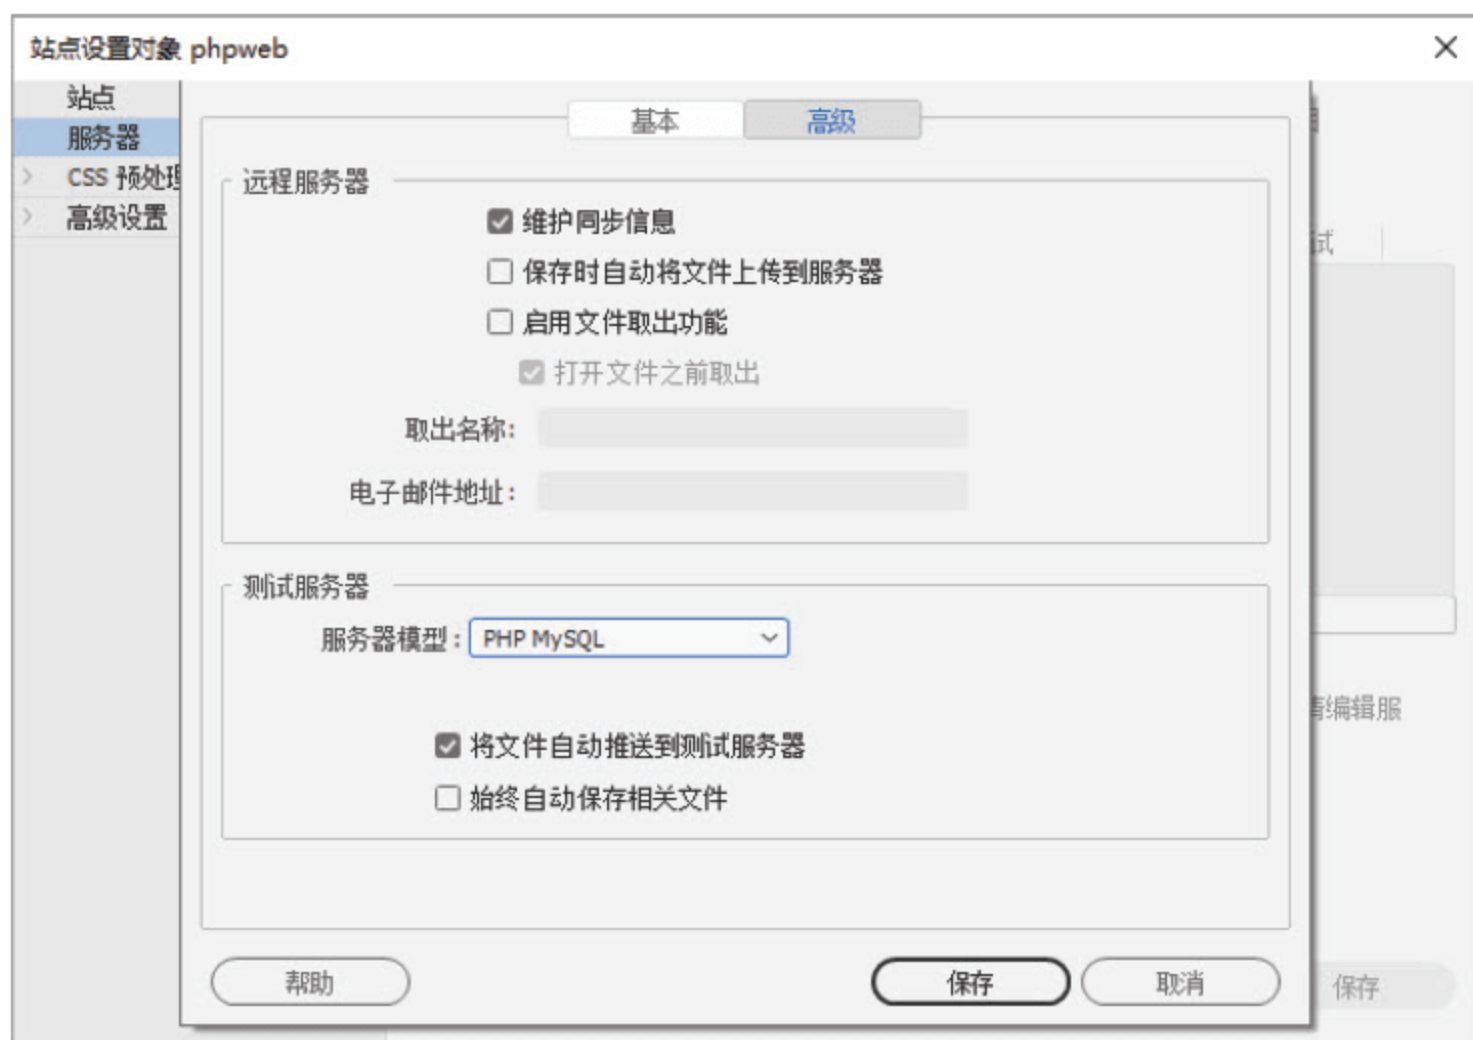 站点设置对象 phpweb
站点
服务器
CSS 预处理
高级设置
基本
高级
远程服务器
维护同步信息
保存时自动将文件上传到服务器
启用文件取出功能
打开文件之前取出
取出名称:
电子邮件地址:
测试服务器
服务器模型: PHP MySQL
将文件自动推送到测试服务器
始终自动保存相关文件
帮助
保存
取消
试
编辑服
保存